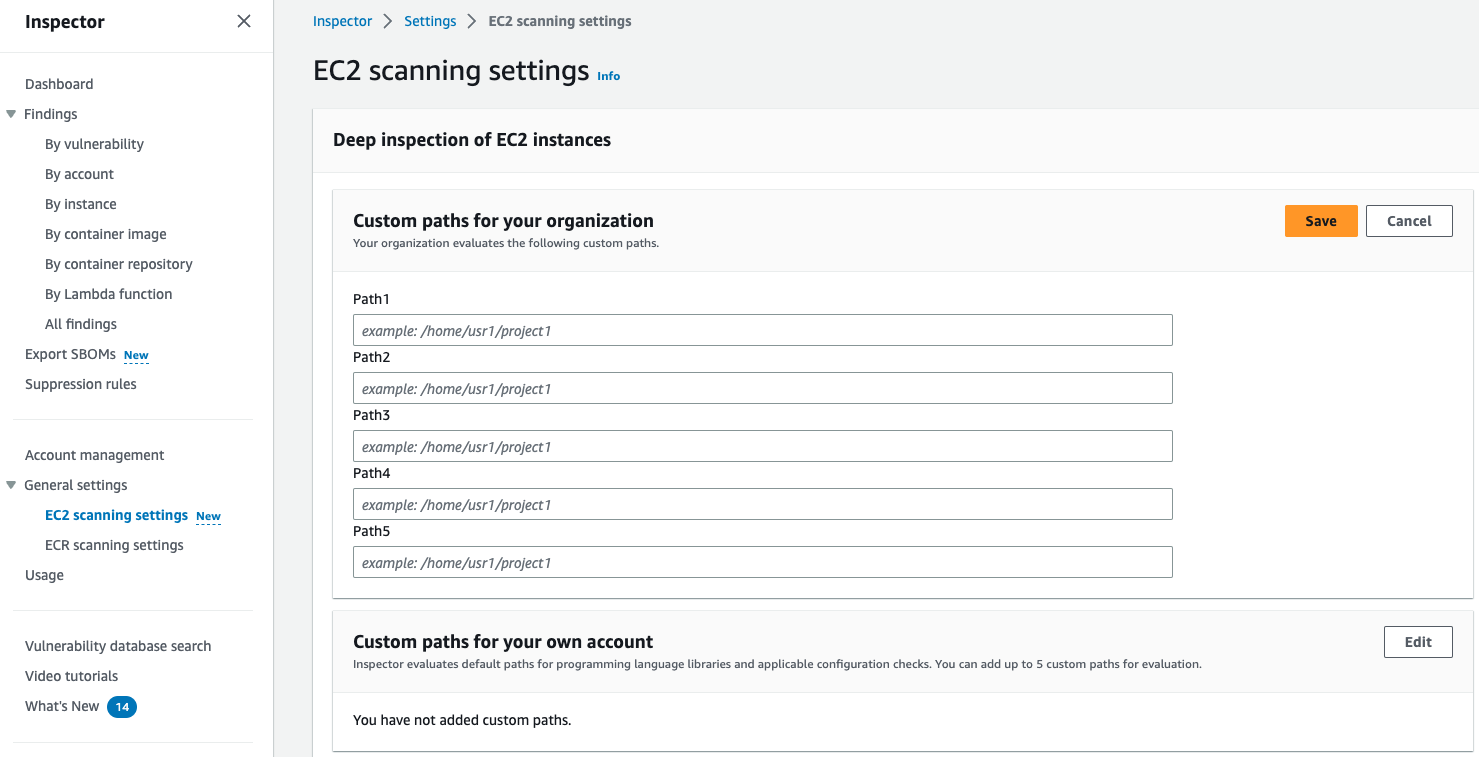 Inspector
Dashboard
Findings
By vulnerability
By account
By instance
By container image
By container repository
By Lambda function
All findings
Export SBOMs New
Suppression rules
Account management
General settings
EC2 scanning settings New
ECR scanning settings
Usage
Vulnerability database search
Video tutorials
What's New 14
Inspector > Settings > EC2 scanning settings
EC2 scanning settings Info
Deep inspection of EC2 instances
Custom paths for your organization
Your organization evaluates the following custom paths.
Save Cancel
Path1
example: /home/usr1/project1
Path2
example: /home/usr1/project1
Path3
example: /home/usr1/project1
Path4
example: /home/usr1/project1
Path5
example: /home/usr1/project1
Custom paths for your own account
Inspector evaluates default paths for programming language libraries and applicable configuration checks. You can add up to 5 custom paths for evaluation.
Edit
You have not added custom paths.